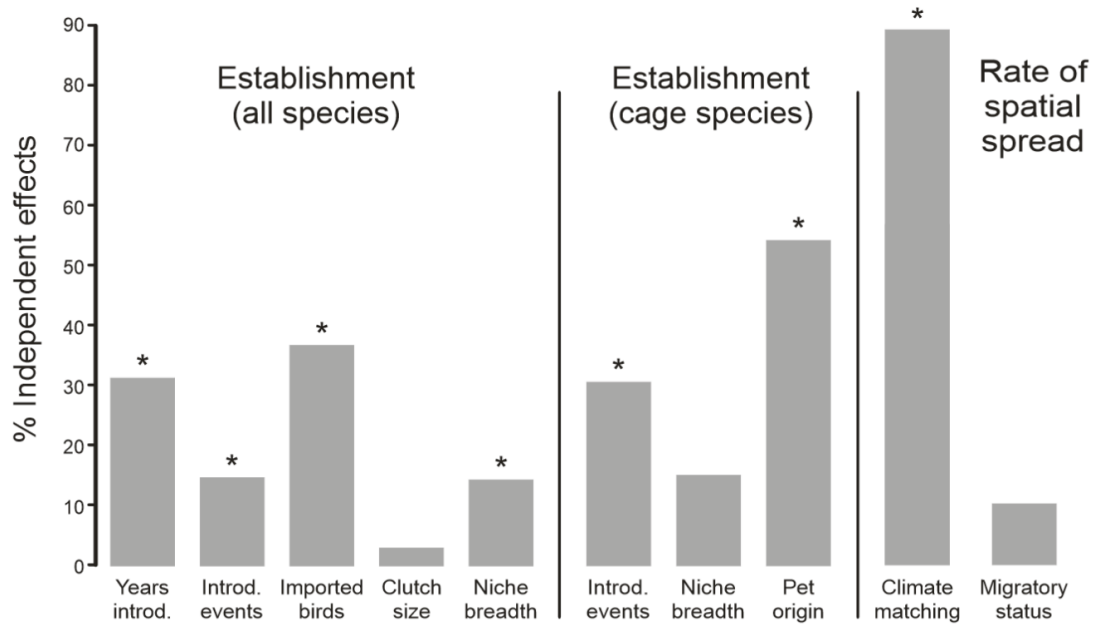 % Independent effects
90
80
70
60
50
40
30
20
10
0
Establishment
(all species)
Establishment
(cage species)
Rate of
spatial
spread
*
*
*
*
*
*
*
Years
introd.
Introd.
events
Imported
birds
Clutch
size
Niche
breadth
Introd.
events
Niche
breadth
Pet
origin
Climate
matching
Migratory
status